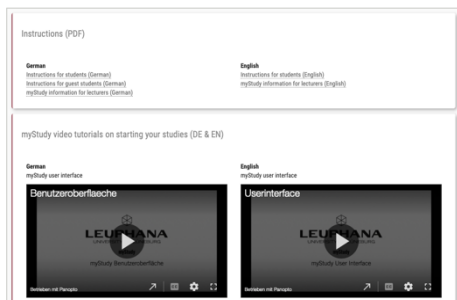 Instructions (PDF)
German
Instructions for students (German)
Instructions for guest students (German)
myStudy information for lecturers (German)
English
Instructions for students (English)
myStudy information for lecturers (English)
myStudy video tutorials on starting your studies (DE & EN)
German
myStudy user interface
Benutzeroberflaeche
LEUPHANA
myStudy Benutzeroberfläche
Betrieben mit Panopto
English
myStudy user interface
Userinterface
LEUPHANA
myStudy User Interface
Betrieben mit Panopto